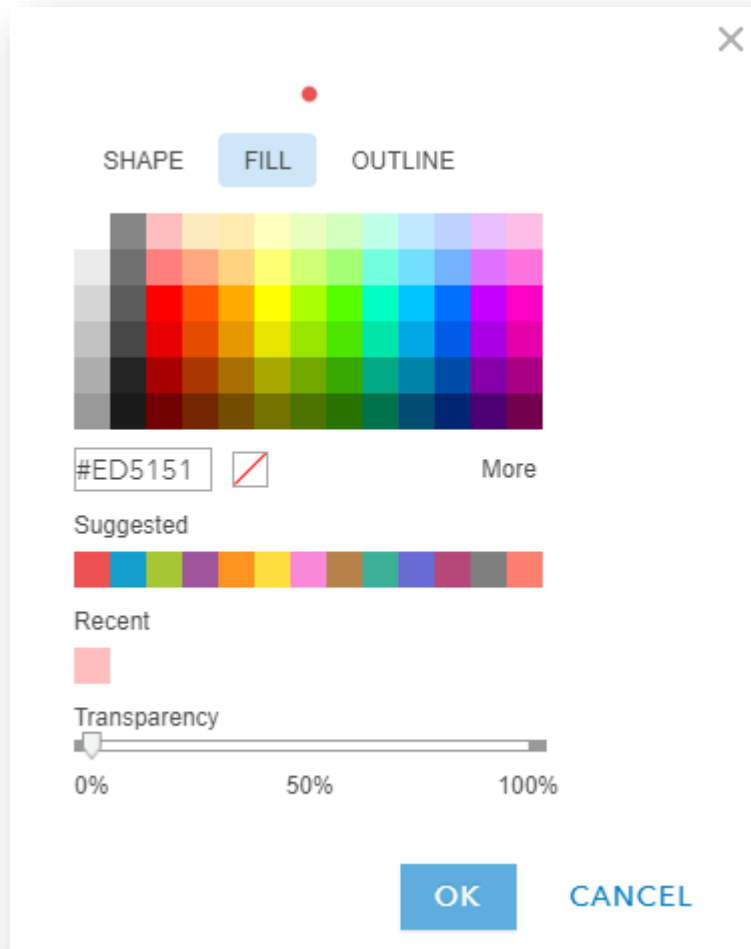 SHAPE FILL OUTLINE
#ED5151 More
Suggested
Recent
Transparency
0% 50% 100%
OK CANCEL